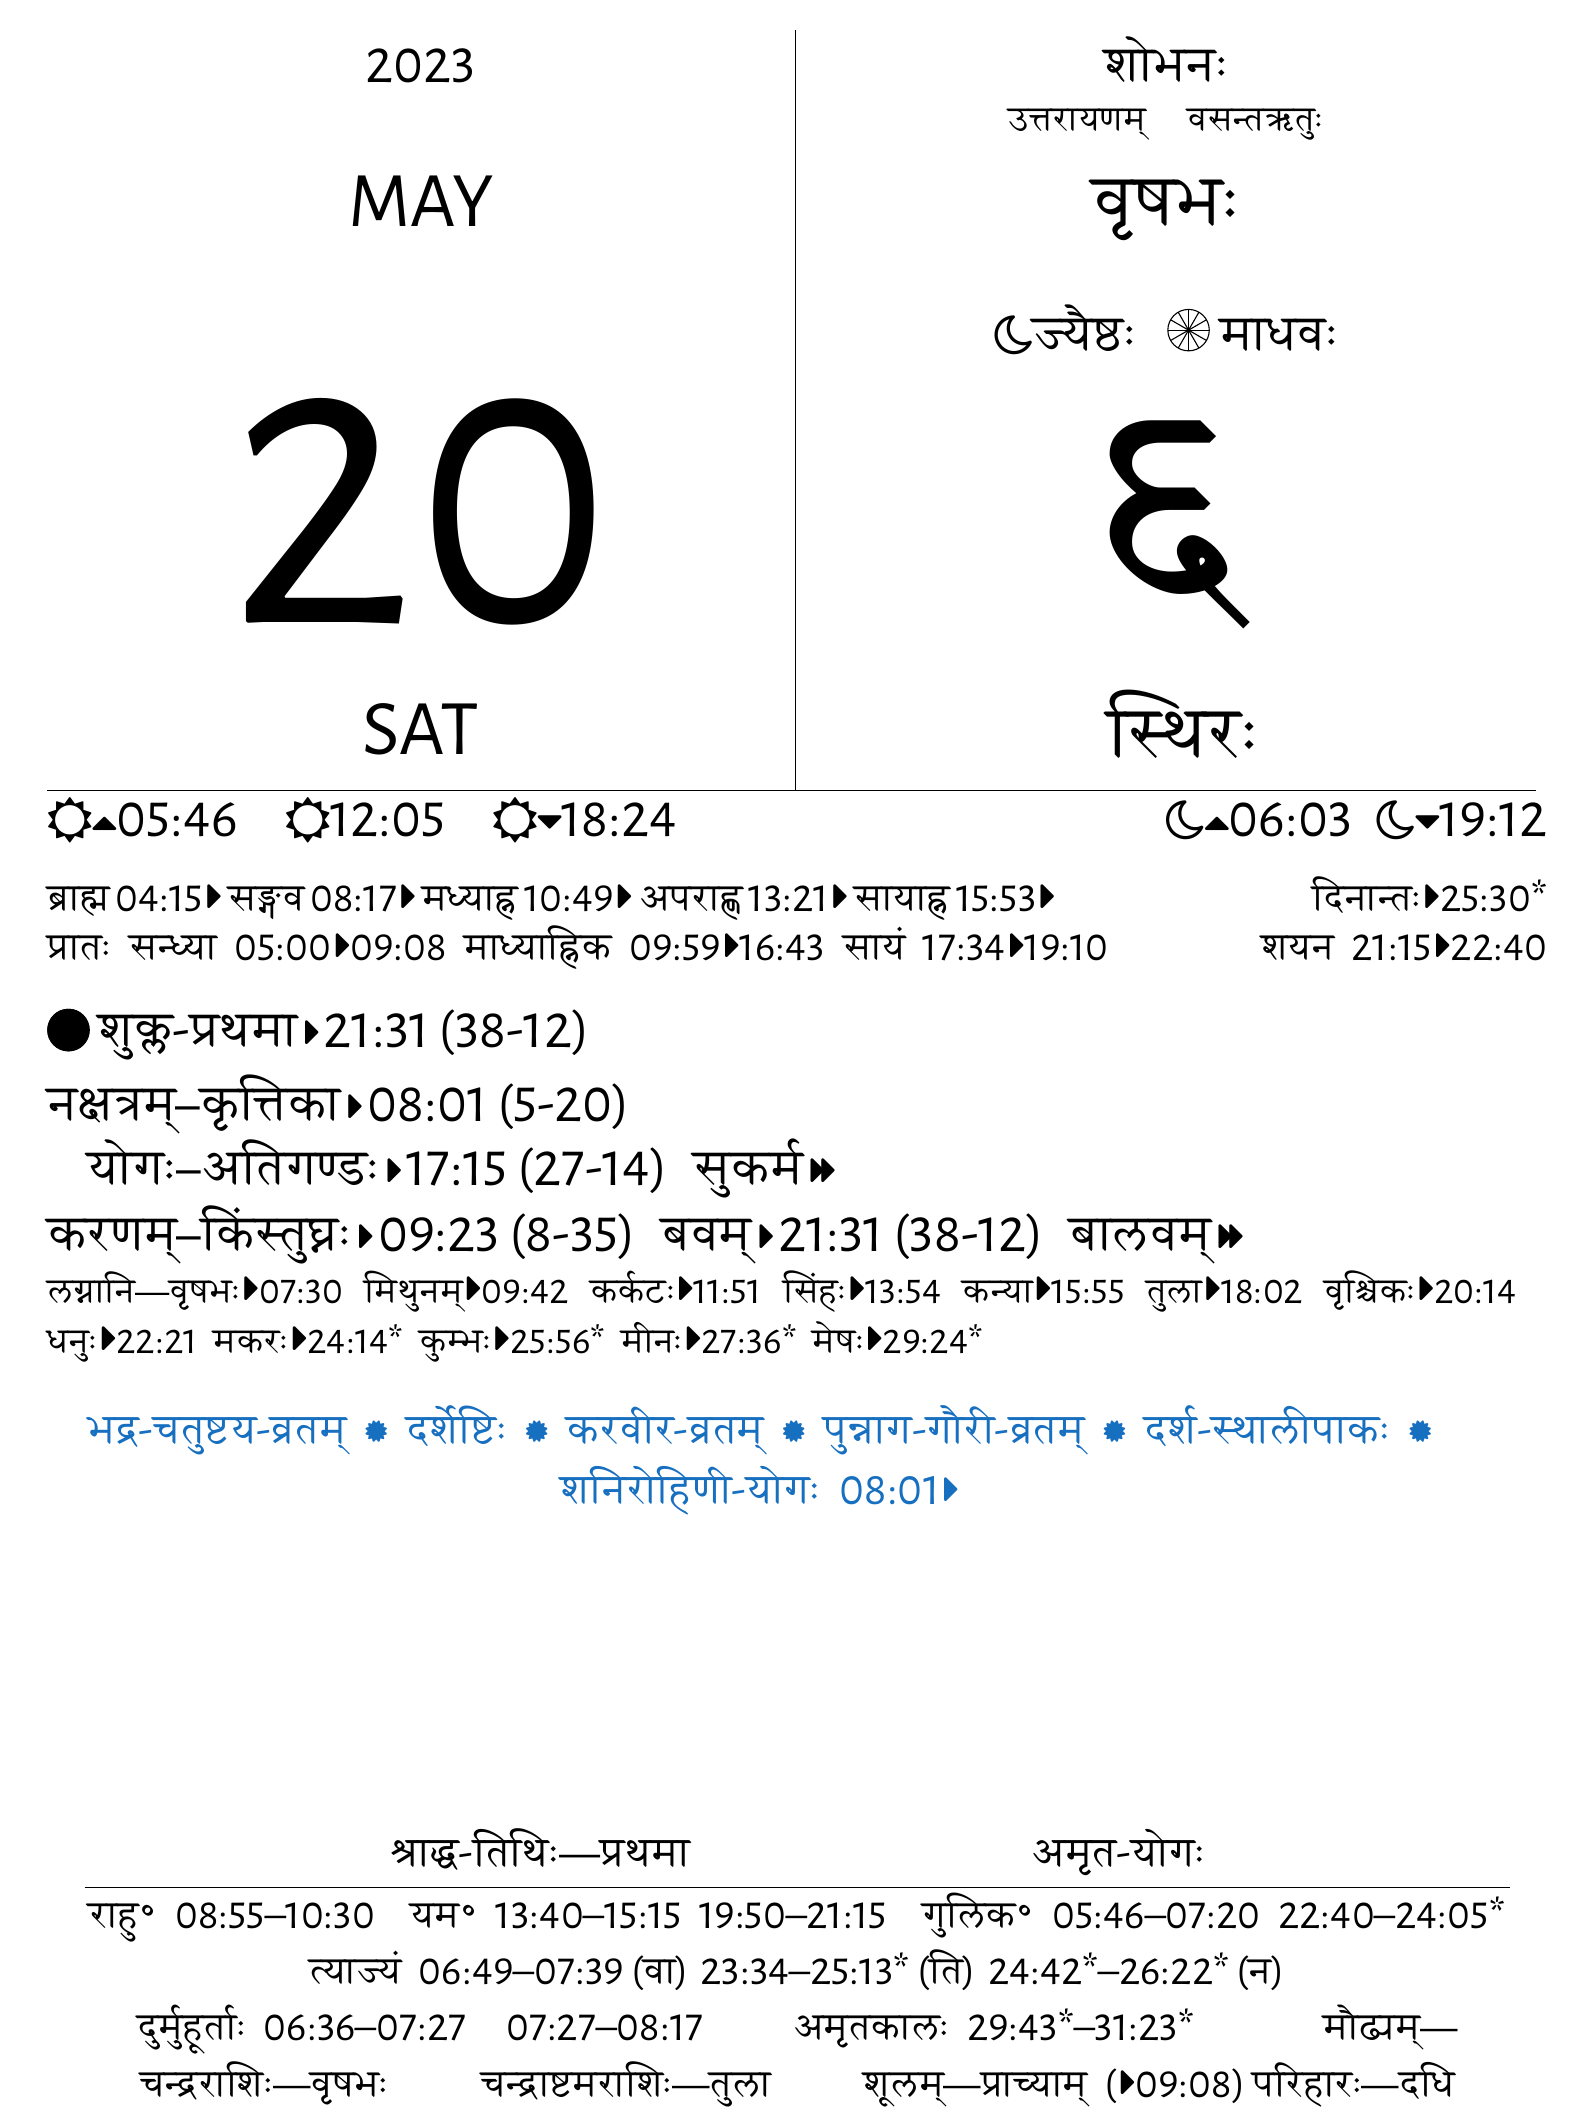 2023
MAY
20
SAT
शोभनः
उत्तरायणम् वसन्तऋतुः
वृषभः
ज्यैष्ठः माधवः
६
स्थिरः
05:46 12:05 18:24 06:03 19:12
ब्राह्म 04:15 सङ्गव 08:17 मध्याह्न 10:49 अपराह्ण 13:21 सायाह्न 15:53 दिनान्तः 25:30*
प्रातः सन्ध्या 05:00 09:08 माध्याह्निक 09:59 16:43 सायं 17:34 19:10 शयन 21:15 22:40
शुक्ल-प्रथमा 21:31 (38-12)
नक्षत्रम्–कृत्तिका 08:01 (5-20)
योगः–अतिगण्डः 17:15 (27-14) सुकर्म
करणम्–किंस्तुघ्नः 09:23 (8-35) बवम् 21:31 (38-12) बालवम्
लग्नानि—वृषभः 07:30 मिथुनम् 09:42 कर्कटः 11:51 सिंहः 13:54 कन्या 15:55 तुला 18:02 वृश्चिकः 20:14
धनुः 22:21 मकरः 24:14* कुम्भः 25:56* मीनः 27:36* मेषः 29:24*
भद्र-चतुष्टय-व्रतम् दर्शेष्टिः करवीर-व्रतम् पुन्नाग-गौरी-व्रतम् दर्श-स्थालीपाकः
शनिरोहिणी-योगः 08:01
श्राद्ध-तिथिः—प्रथमा अमृत-योगः
राहु° 08:55–10:30 यम° 13:40–15:15 19:50–21:15 गुलिक° 05:46–07:20 22:40–24:05*
त्याज्यं 06:49–07:39 (वा) 23:34–25:13* (ति) 24:42*–26:22* (न)
दुर्मुहूर्ताः 06:36–07:27 07:27–08:17 अमृतकालः 29:43*–31:23* मौढ्यम्—
चन्द्रराशिः—वृषभः चन्द्राष्टमराशिः—तुला शूलम्—प्राच्याम् (09:08) परिहारः—दधि